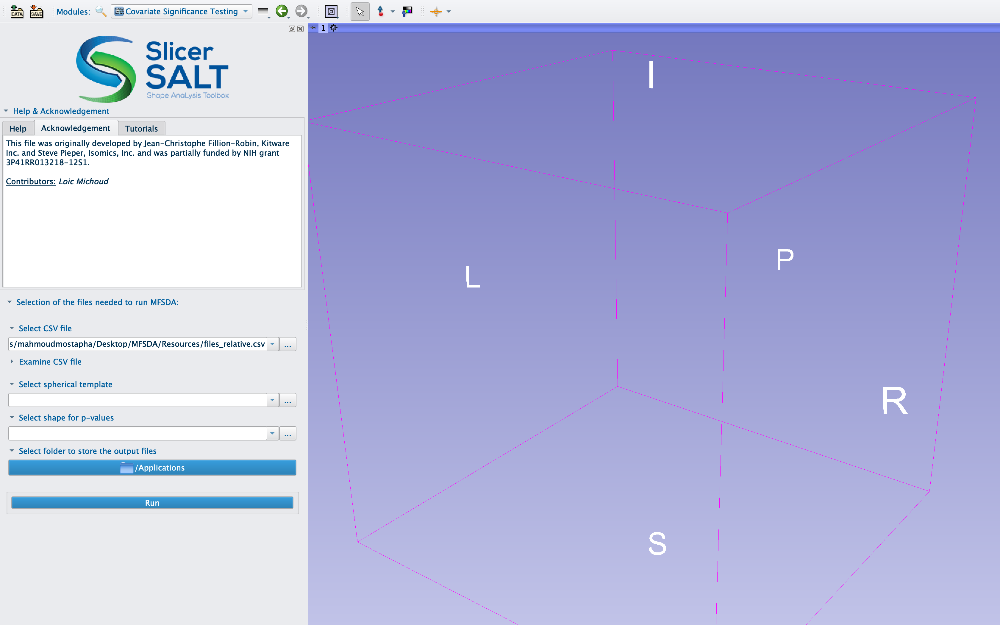 DATA SAVE Modules: Covariate Significance Testing
1
Slicer
SALT
Shape AnaLysis Toolbox
Help & Acknowledgement
Help Acknowledgement Tutorials
This file was originally developed by Jean-Christophe Fillion-Robin, Kitware
Inc. and Steve Pieper, Isomics, Inc. and was partially funded by NIH grant
3P41RR013218-12S1.
Contributors: Loic Michoud
Selection of the files needed to run MFSDA:
Select CSV file
s/mahmoudmostapha/Desktop/MFSDA/Resources/files_relative.csv ...
Examine CSV file
Select spherical template
...
Select shape for p-values
...
Select folder to store the output files
/Applications
Run
I
L
P
R
S